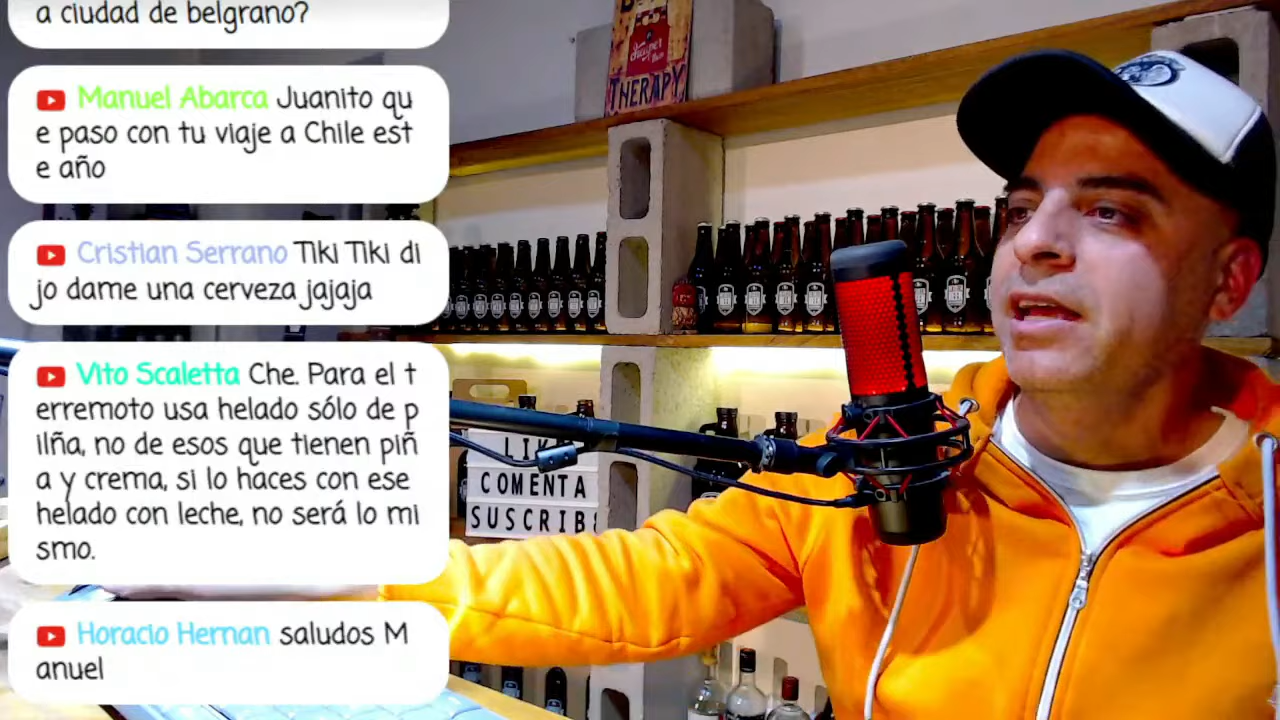 a ciudad de belgrano?
Manuel Abarca Juanito qu
e paso con tu viaje a Chile est
e año
Cristian Serrano Tiki Tiki di
jo dame una cerveza jajaja
Vito Scaletta Che. Para el t
erremoto usa helado sólo de p
ilña, no de esos que tienen piñ
a y crema, si lo haces con ese
helado con leche, no será lo mi
smo.
Horacio Hernan saludos M
anuel
THERAPY
LIKE
COMENTA
SUSCRIB